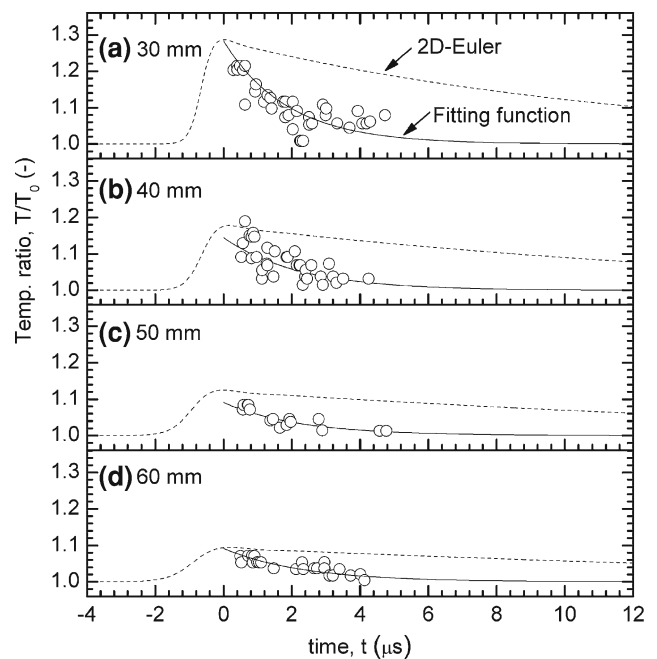 1.3
(a) 30 mm
2D-Euler
1.2
1.1
Fitting function
1.0
1.3
(b) 40 mm
1.2
1.1
1.0
Temp. ratio, T/T0 (-)
1.3
(c) 50 mm
1.2
1.1
1.0
1.3
(d) 60 mm
1.2
1.1
1.0
-4 -2 0 2 4 6 8 10 12
time, t (μs)